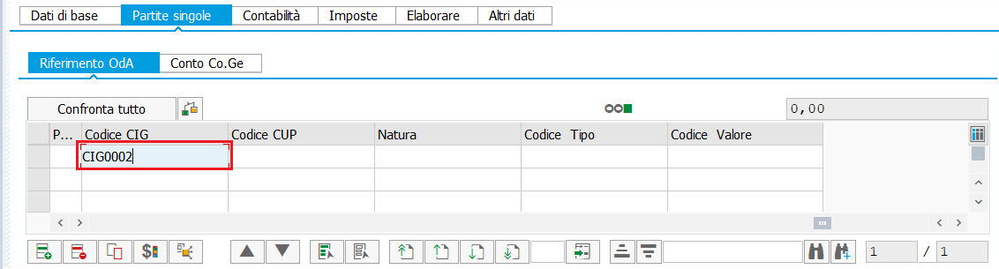 Dati di base Partite singole Contabilità Imposte Elaborare Altri dati
Riferimento OdA Conto Co.Ge
Confronta tutto 0,00
P... Codice CIG Codice CUP Natura Codice Tipo Codice Valore
CIG0002
1 / 1